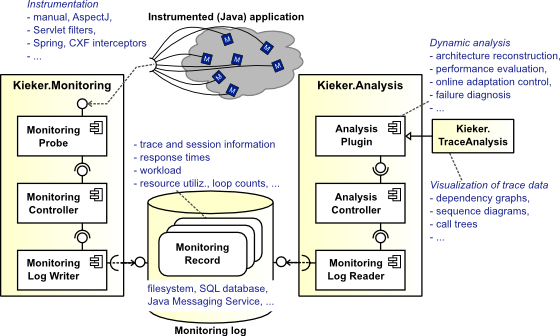 Instrumentation
- manual, AspectJ,
- Servlet filters,
- Spring, CXF interceptors
- ...
Instrumented (Java) application
M
M
M
M
M
M
M
Dynamic analysis
- architecture reconstruction,
- performance evaluation,
- online adaptation control,
- failure diagnosis
- ...
Kieker.Monitoring
Monitoring
Probe
Monitoring
Controller
Monitoring
Log Writer
- trace and session information
- response times
- workload
- resource utiliz., loop counts, ...
Monitoring
Record
filesystem, SQL database,
Java Messaging Service, ...
Monitoring log
Kieker.Analysis
Analysis
Plugin
Analysis
Controller
Monitoring
Log Reader
Kieker.
TraceAnalysis
Visualization of trace data
- dependency graphs,
- sequence diagrams,
- call trees
- ...